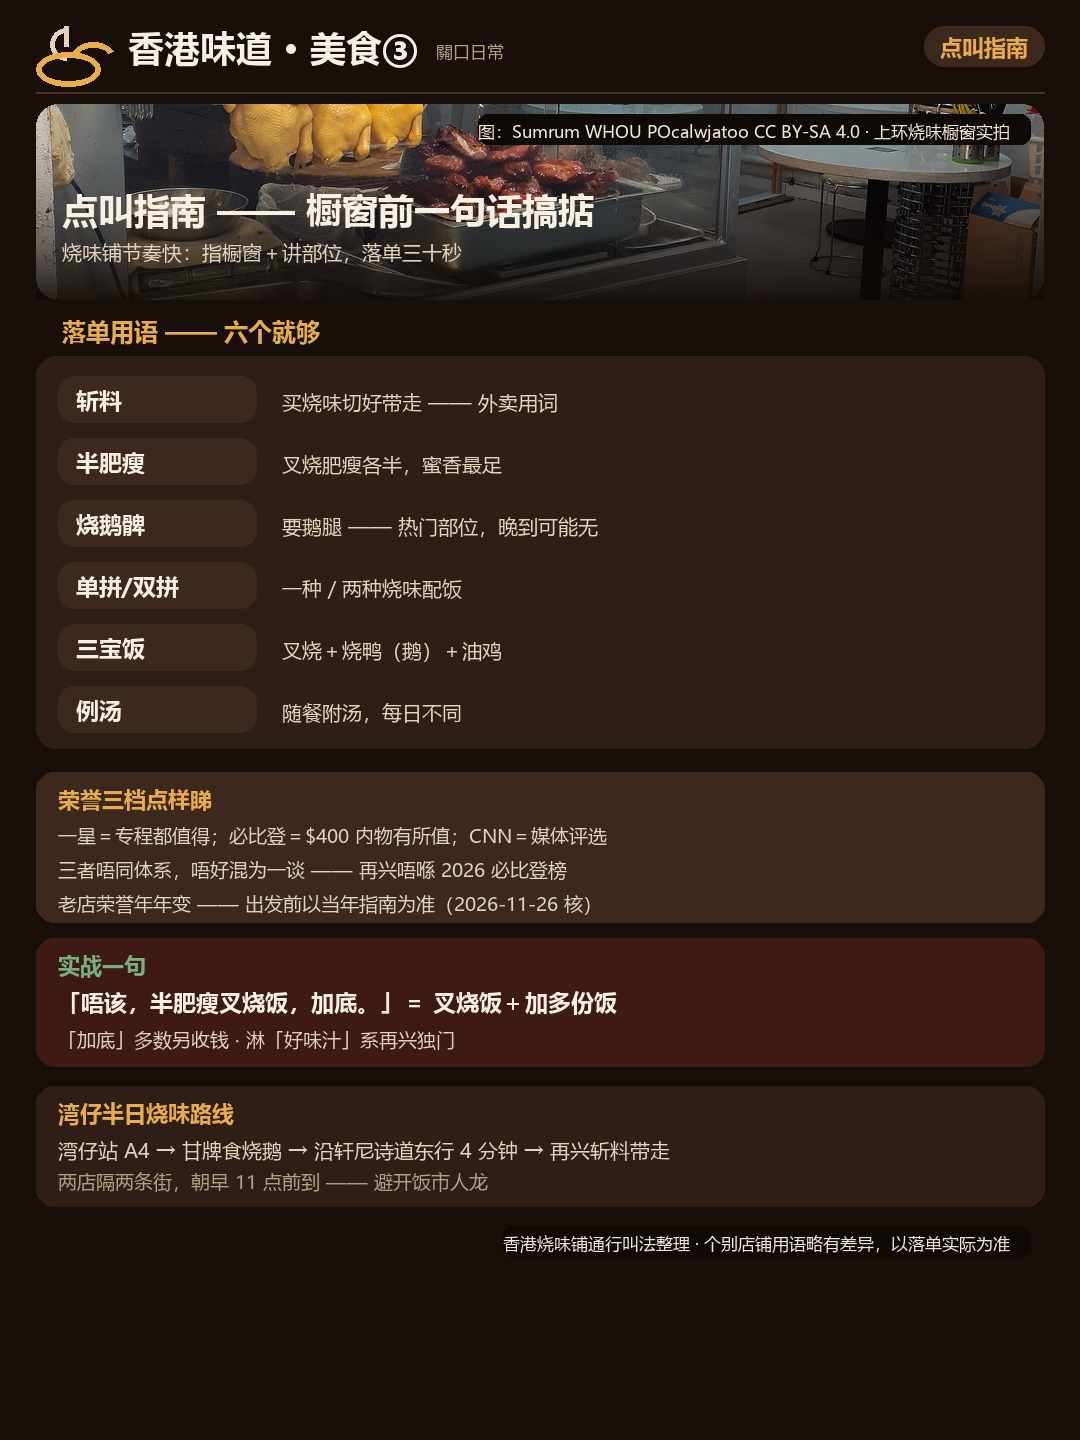 香港味道·美食③ 關口日常
点叫指南
图：Sumrum WHOU POcalwjatoo CC BY-SA 4.0 · 上环烧味橱窗实拍
点叫指南 —— 橱窗前一句话搞掂
烧味铺节奏快：指橱窗＋讲部位，落单三十秒
落单用语 —— 六个就够
斩料 买烧味切好带走 —— 外卖用词
半肥瘦 叉烧肥瘦各半，蜜香最足
烧鹅髀 要鹅腿 —— 热门部位，晚到可能无
单拼/双拼 一种 / 两种烧味配饭
三宝饭 叉烧＋烧鸭（鹅）＋油鸡
例汤 随餐附汤，每日不同
荣誉三档点样睇
一星＝专程都值得；必比登＝$400 内物有所值；CNN＝媒体评选
三者唔同体系，唔好混为一谈 —— 再兴唔喺 2026 必比登榜
老店荣誉年年变 —— 出发前以当年指南为准（2026-11-26 核）
实战一句
「唔该，半肥瘦叉烧饭，加底。」＝ 叉烧饭＋加多份饭
「加底」多数另收钱 · 淋「好味汁」系再兴独门
湾仔半日烧味路线
湾仔站 A4 → 甘牌食烧鹅 → 沿轩尼诗道东行 4 分钟 → 再兴斩料带走
两店隔两条街，朝早 11 点前到 —— 避开饭市人龙
香港烧味铺通行叫法整理 · 个别店铺用语略有差异，以落单实际为准